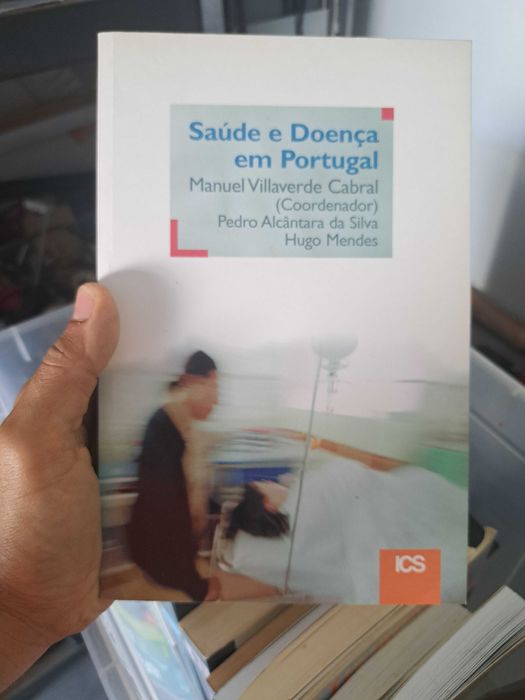 Saúde e Doença
em Portugal
Manuel Villaverde Cabral
(Coordenador)
Pedro Alcântara da Silva
Hugo Mendes
ICS